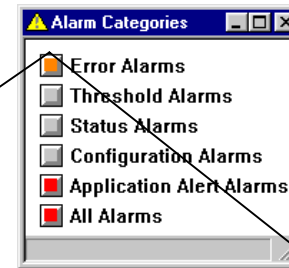 Alarm Categories
Error Alarms
Threshold Alarms
Status Alarms
Configuration Alarms
Application Alert Alarms
All Alarms